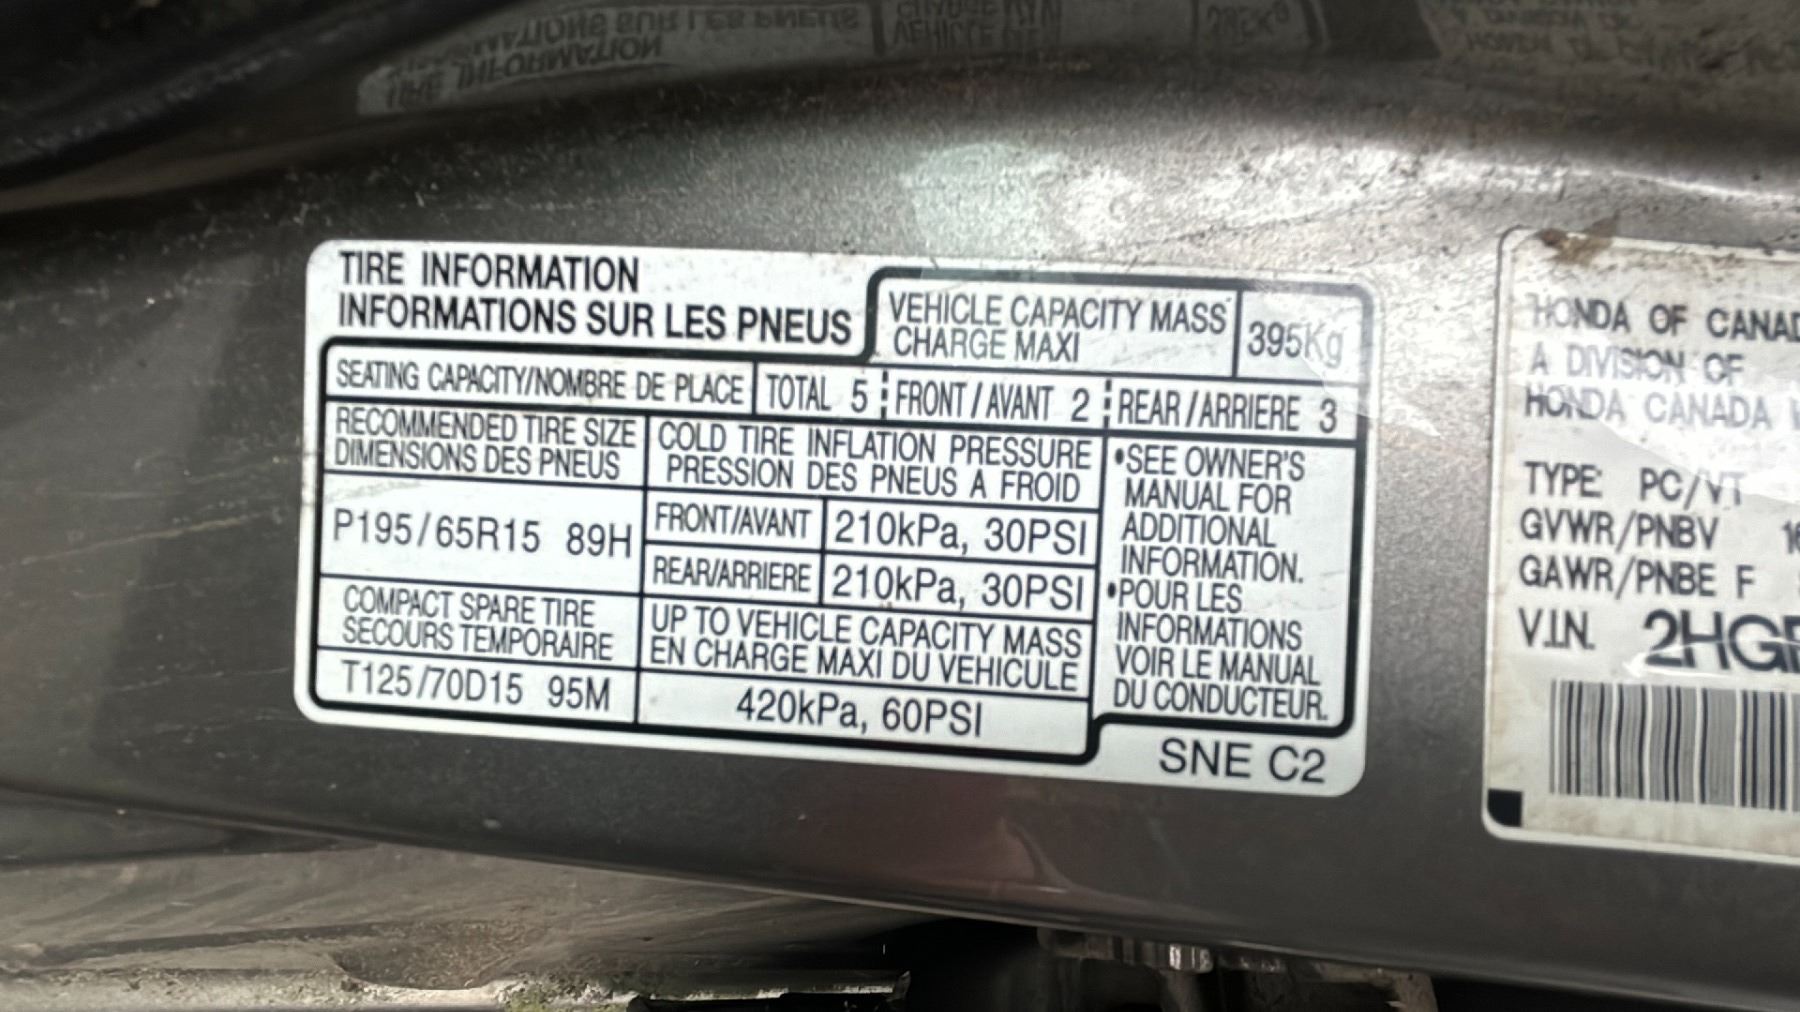 TIRE INFORMATION
INFORMATIONS SUR LES PNEUS
VEHICLE CAPACITY MASS
CHARGE MAXI
395Kg
SEATING CAPACITY/NOMBRE DE PLACE TOTAL 5 FRONT/AVANT 2 REAR/ARRIERE 3
RECOMMENDED TIRE SIZE
DIMENSIONS DES PNEUS
COLD TIRE INFLATION PRESSURE
PRESSION DES PNEUS A FROID
P195/65R15 89H
FRONT/AVANT 210kPa, 30PSI
REAR/ARRIERE 210kPa, 30PSI
COMPACT SPARE TIRE
SECOURS TEMPORAIRE
UP TO VEHICLE CAPACITY MASS
EN CHARGE MAXI DU VEHICULE
T125/70D15 95M
420kPa, 60PSI
•SEE OWNER'S
MANUAL FOR
ADDITIONAL
INFORMATION.
•POUR LES
INFORMATIONS
VOIR LE MANUAL
DU CONDUCTEUR.
SNE C2
HONDA OF CANAD
A DIVISION OF
HONDA CANADA
TYPE: PC/VT
GVWR/PNBV 16
GAWR/PNBE F
V.I.N. 2HG